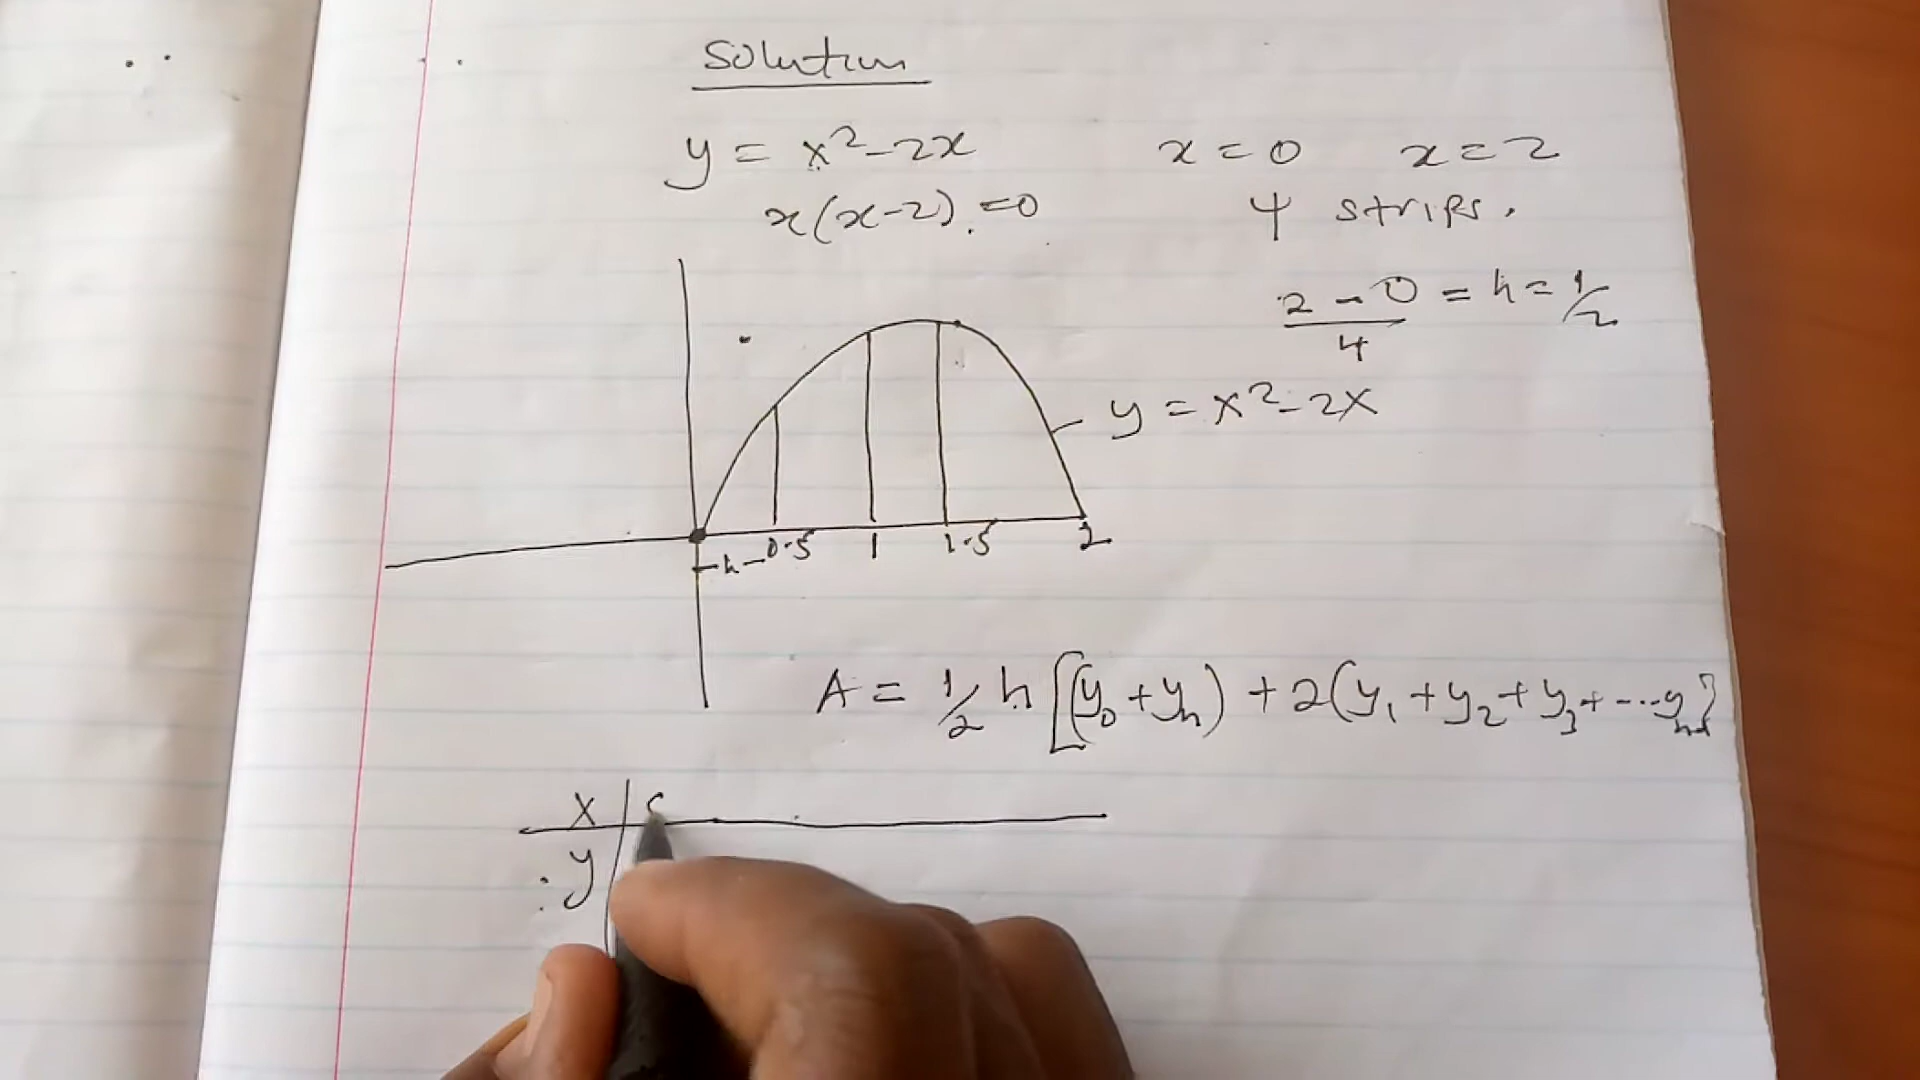 Solution
y = x²-2x x = 0 x = 2
x(x-2).=0 4 strips.
2 - 0 = h = 1/2
4
y = x²-2x
h 0.5 1 1.5 2
A = 1/2 h [(y₀ + yₙ) + 2(y₁ + y₂ + y₃ + ... yₙ₋₁]
x
y